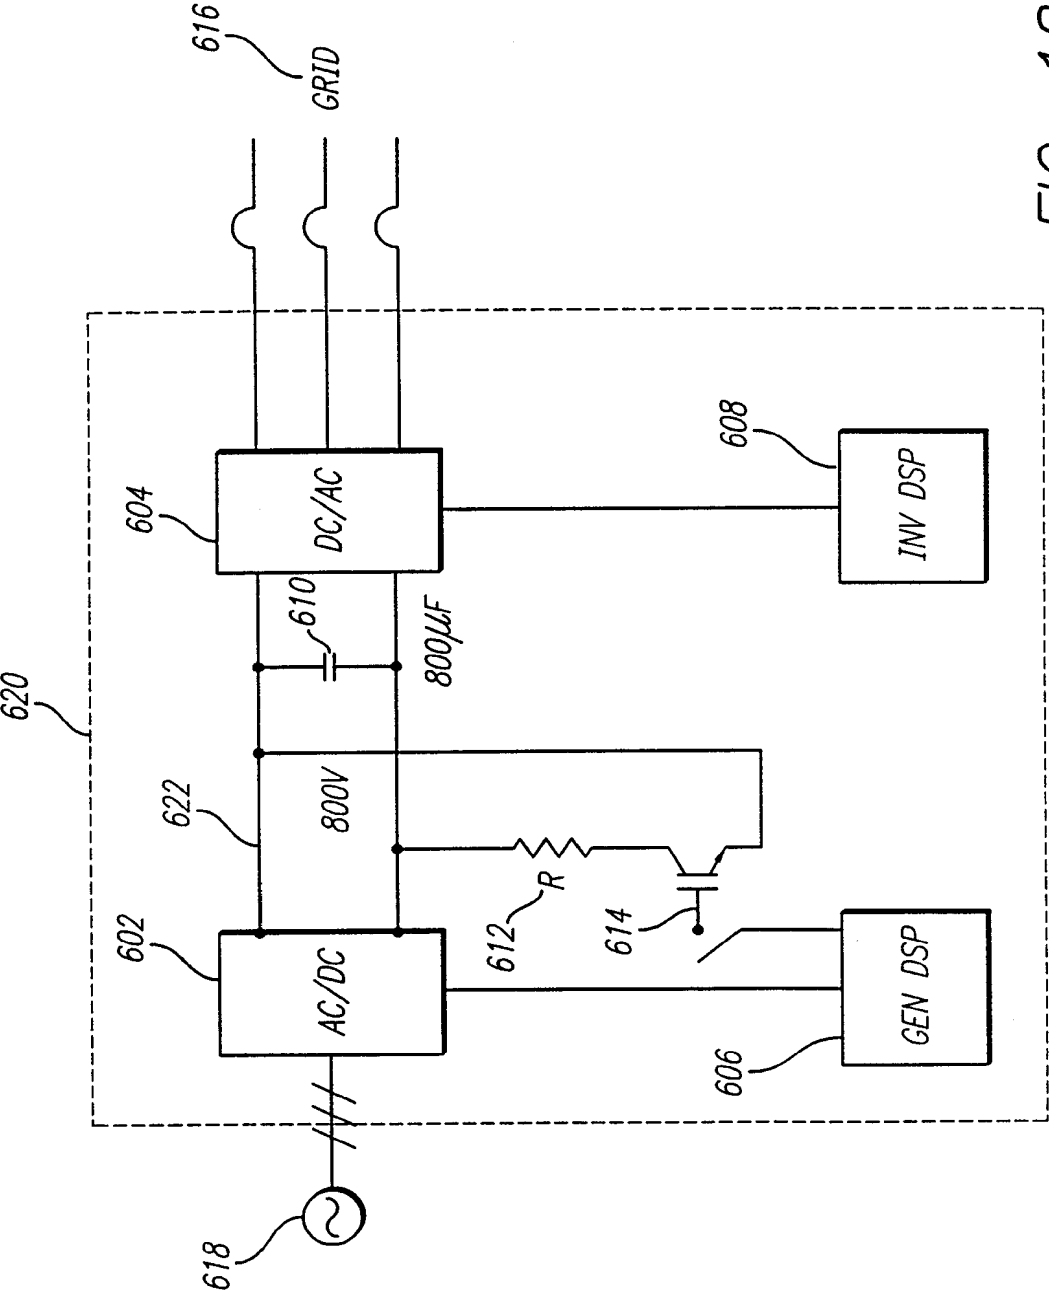 620
616
GRID
604
DC/AC
610
800µF
622
800V
602
AC/DC
618
612
R
614
608
INV DSP
606
GEN DSP
FIG.